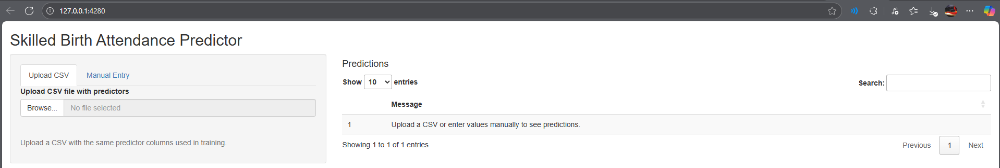 127.0.0.1:4280
Skilled Birth Attendance Predictor
Upload CSV
Manual Entry
Upload CSV file with predictors
Browse...
No file selected
Upload a CSV with the same predictor columns used in training.
Predictions
Show 10 entries
Search:
Message
1 Upload a CSV or enter values manually to see predictions.
Showing 1 to 1 of 1 entries
Previous 1 Next